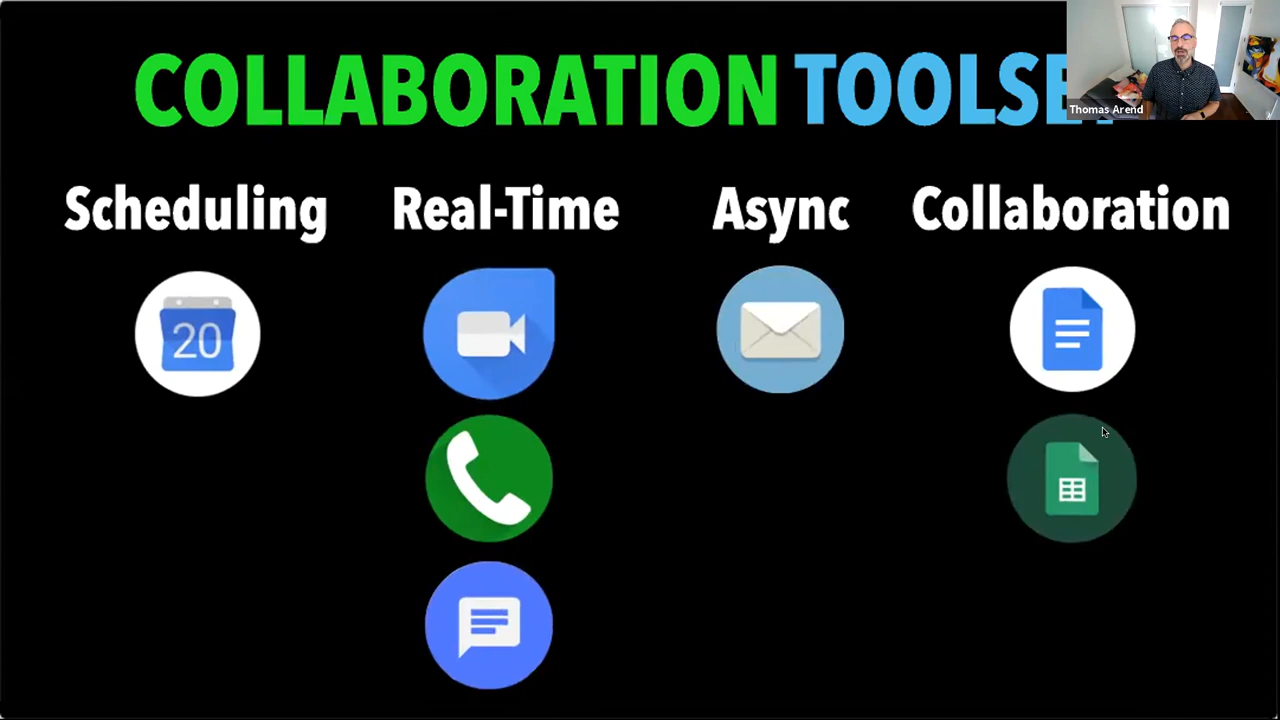 COLLABORATION TOOLSE
Thomas Arend
Scheduling Real-Time Async Collaboration
20